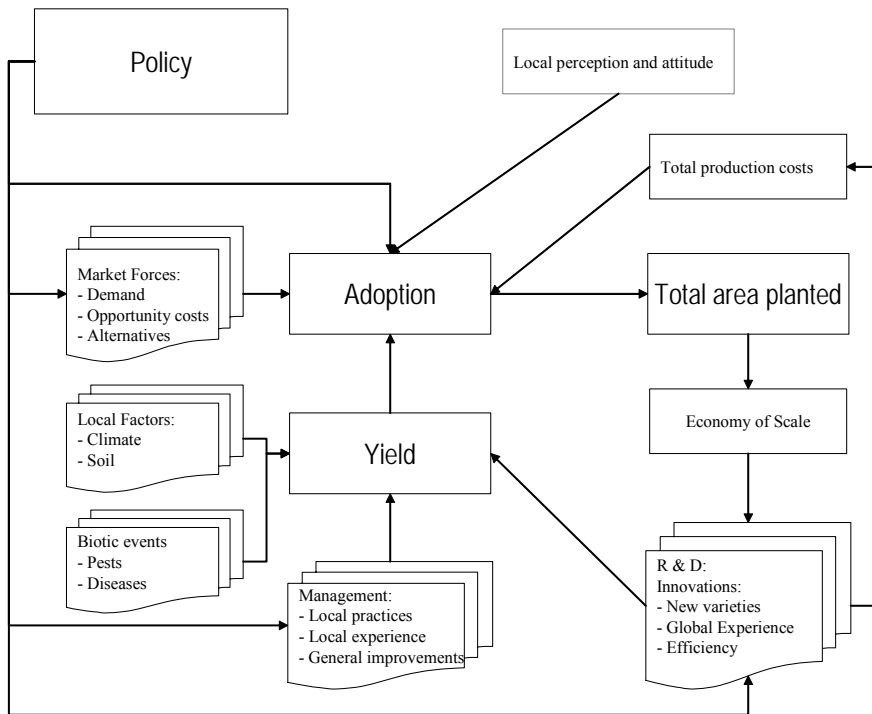 Policy
Local perception and attitude
Total production costs
Market Forces:
- Demand
- Opportunity costs
- Alternatives
Adoption
Total area planted
Local Factors:
- Climate
- Soil
Yield
Economy of Scale
Biotic events
- Pests
- Diseases
Management:
- Local practices
- Local experience
- General improvements
R & D:
Innovations:
- New varieties
- Global Experience
- Efficiency